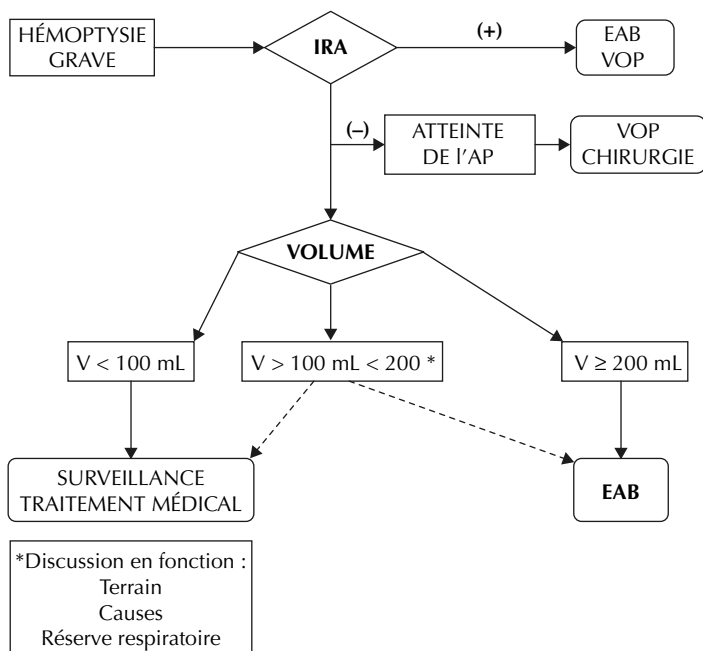 HÉMOPTYSIE
GRAVE
IRA
(+)
EAB
VOP
(–)
ATTEINTE
DE l'AP
VOP
CHIRURGIE
VOLUME
V < 100 mL
V > 100 mL < 200 *
V ≥ 200 mL
SURVEILLANCE
TRAITEMENT MÉDICAL
EAB
*Discussion en fonction :
Terrain
Causes
Réserve respiratoire